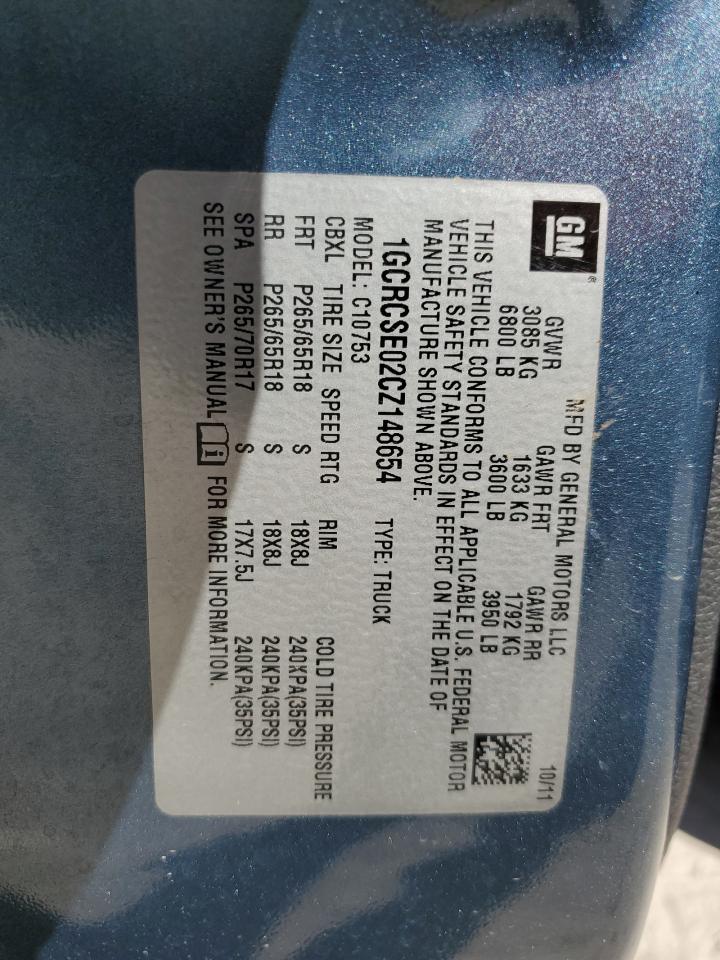 GM®
MFD BY GENERAL MOTORS LLC 10/11
GVWR GAWR FRT GAWR RR
3085 KG 1633 KG 1792 KG
6800 LB 3600 LB 3950 LB
THIS VEHICLE CONFORMS TO ALL APPLICABLE U.S. FEDERAL MOTOR
VEHICLE SAFETY STANDARDS IN EFFECT ON THE DATE OF
MANUFACTURE SHOWN ABOVE.
1GCRCSE02CZ148654 TYPE: TRUCK
MODEL: C10753
CBXL TIRE SIZE SPEED RTG RIM COLD TIRE PRESSURE
FRT P265/65R18 S 18X8J 240KPA(35PSI)
RR P265/65R18 S 18X8J 240KPA(35PSI)
SPA P265/70R17 S 17X7.5J 240KPA(35PSI)
SEE OWNER'S MANUAL i FOR MORE INFORMATION.